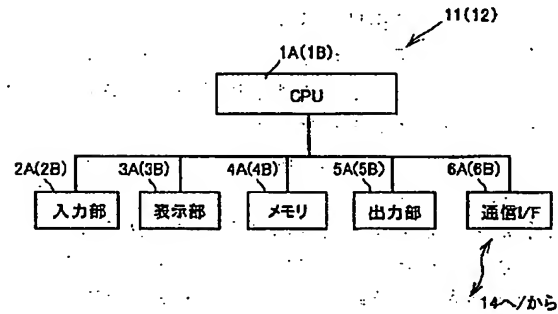 11(12)
1A(1B)
CPU
2A(2B) 3A(3B) 4A(4B) 5A(5B) 6A(6B)
入力部 表示部 メモリ 出力部 通信I/F
14へ/から